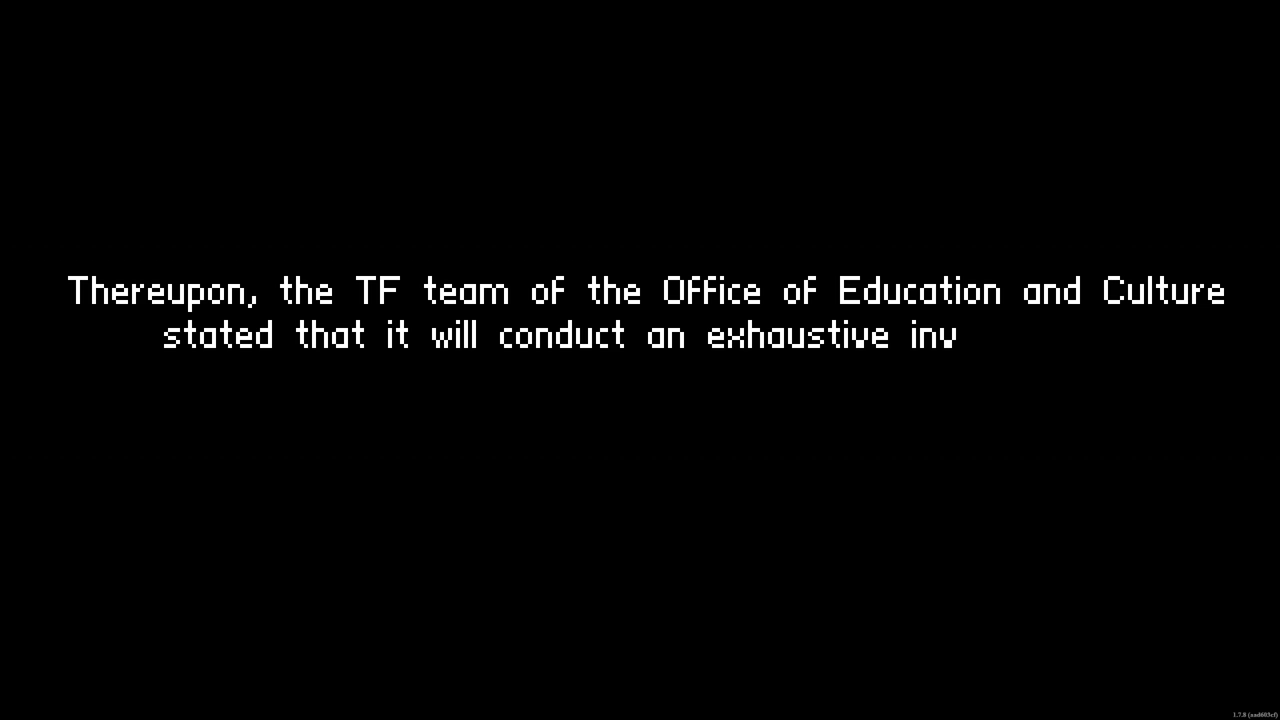 Thereupon, the TF team of the Office of Education and Culture
stated that it will conduct an exhaustive inv